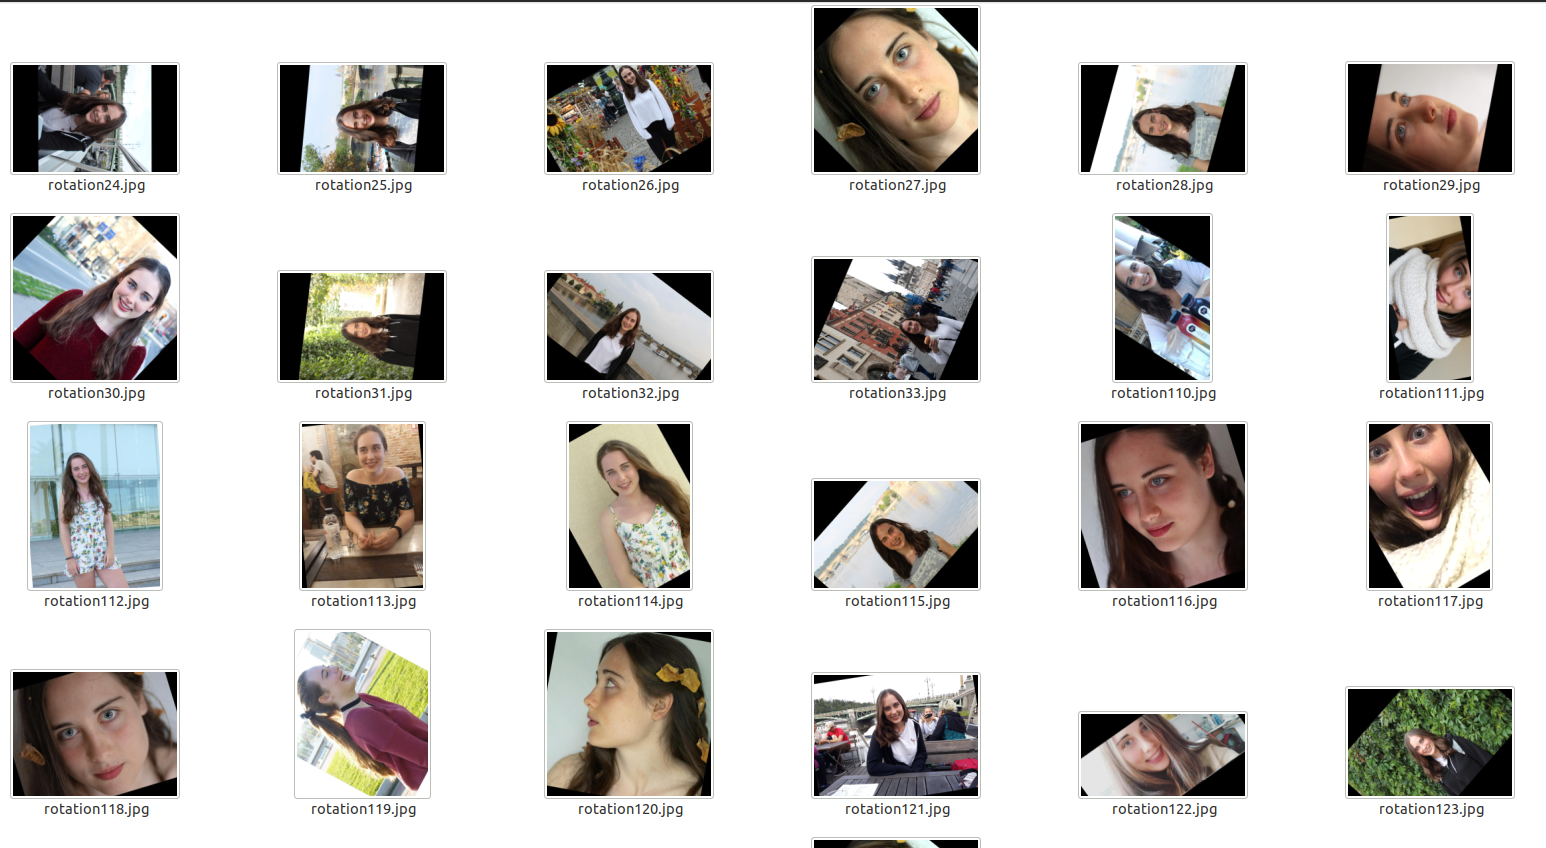 rotation24.jpg
rotation25.jpg
rotation26.jpg
rotation27.jpg
rotation28.jpg
rotation29.jpg
rotation30.jpg
rotation31.jpg
rotation32.jpg
rotation33.jpg
rotation110.jpg
rotation111.jpg
rotation112.jpg
rotation113.jpg
rotation114.jpg
rotation115.jpg
rotation116.jpg
rotation117.jpg
rotation118.jpg
rotation119.jpg
rotation120.jpg
rotation121.jpg
rotation122.jpg
rotation123.jpg